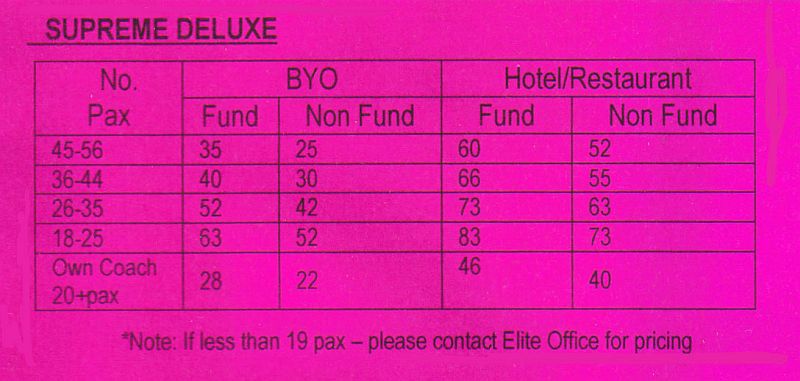 SUPREME DELUXE
No. Pax BYO Hotel/Restaurant
Fund Non Fund Fund Non Fund
45-56 35 25 60 52
36-44 40 30 66 55
26-35 52 42 73 63
18-25 63 52 83 73
Own Coach 20+pax 28 22 46 40
*Note: If less than 19 pax – please contact Elite Office for pricing